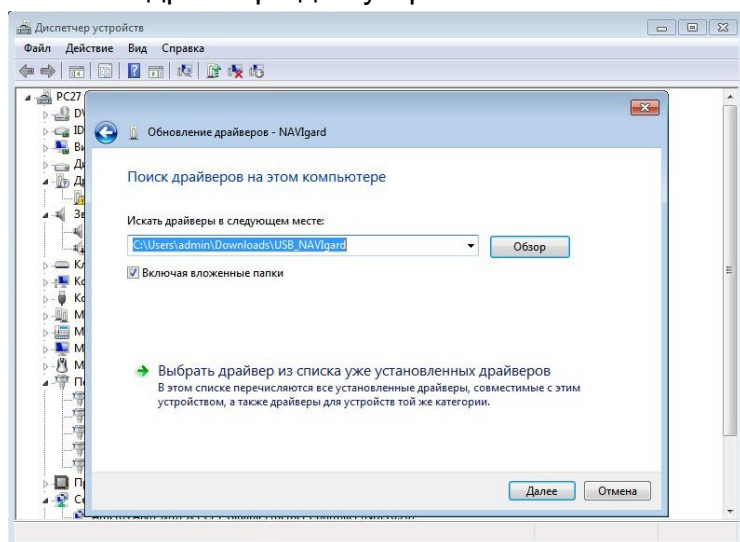 Диспетчер устройств
Файл Действие Вид Справка
PC27
Обновление драйверов - NAVIgard
Поиск драйверов на этом компьютере
Искать драйверы в следующем месте:
C:\Users\admin\Downloads\USB_NAVIgard
Обзор
Включая вложенные папки
Выбрать драйвер из списка уже установленных драйверов
В этом списке перечисляются все установленные драйверы, совместимые с этим
устройством, а также драйверы для устройств той же категории.
Далее Отмена